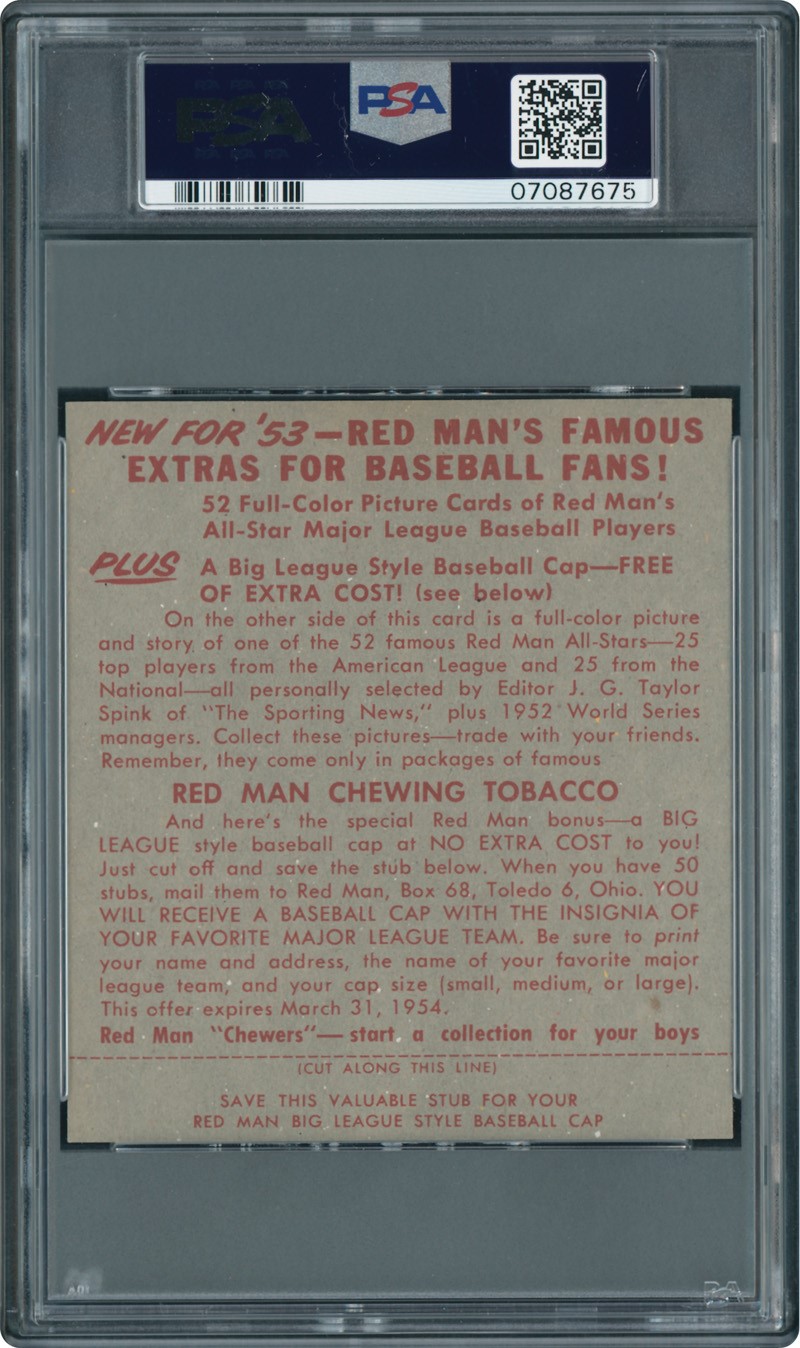 PSA
PSA
07087675
NEW FOR '53—RED MAN'S FAMOUS
EXTRAS FOR BASEBALL FANS!
52 Full-Color Picture Cards of Red Man's
All-Star Major League Baseball Players
PLUS A Big League Style Baseball Cap—FREE
OF EXTRA COST! (see below)
On the other side of this card is a full-color picture
and story of one of the 52 famous Red Man All-Stars—25
top players from the American League and 25 from the
National—all personally selected by Editor J. G. Taylor
Spink of "The Sporting News," plus 1952 World Series
managers. Collect these pictures—trade with your friends.
Remember, they come only in packages of famous
RED MAN CHEWING TOBACCO
And here's the special Red Man bonus—a BIG
LEAGUE style baseball cap at NO EXTRA COST to you!
Just cut off and save the stub below. When you have 50
stubs, mail them to Red Man, Box 68, Toledo 6, Ohio. YOU
WILL RECEIVE A BASEBALL CAP WITH THE INSIGNIA OF
YOUR FAVORITE MAJOR LEAGUE TEAM. Be sure to print
your name and address, the name of your favorite major
league team, and your cap size (small, medium, or large).
This offer expires March 31, 1954.
Red Man "Chewers"—start a collection for your boys
(CUT ALONG THIS LINE)
SAVE THIS VALUABLE STUB FOR YOUR
RED MAN BIG LEAGUE STYLE BASEBALL CAP